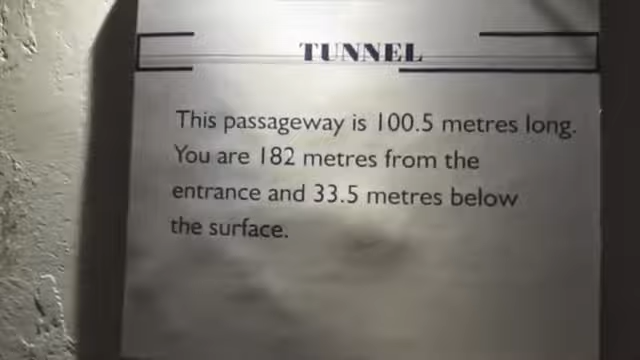 TUNNEL
This passageway is 100.5 metres long.
You are 182 metres from the
entrance and 33.5 metres below
the surface.